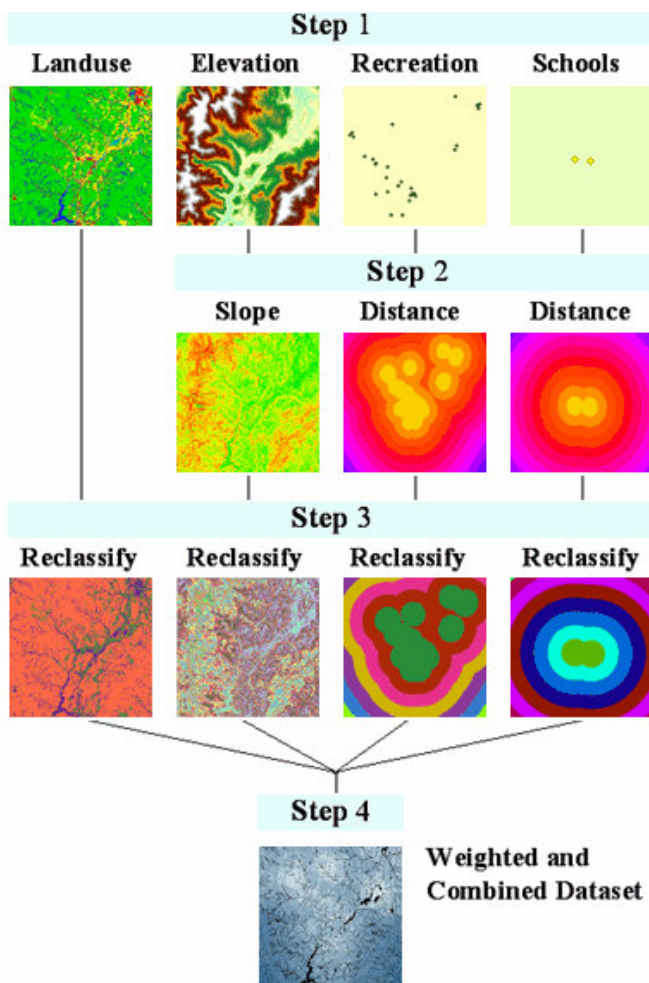 Step 1
Landuse Elevation Recreation Schools
Step 2
Slope Distance Distance
Step 3
Reclassify Reclassify Reclassify Reclassify
Step 4
Weighted and
Combined Dataset